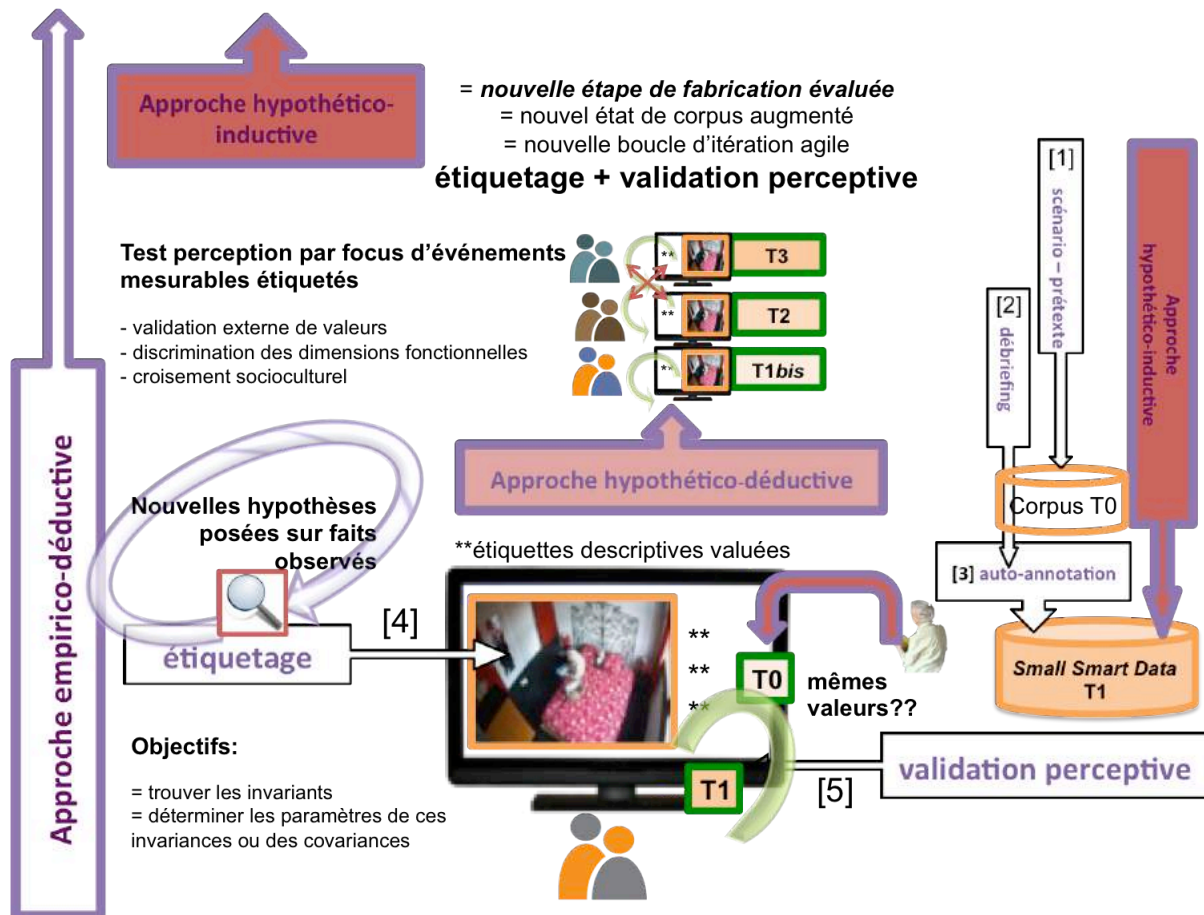 Approche hypothético-
inductive
= nouvelle étape de fabrication évaluée
= nouvel état de corpus augmenté
= nouvelle boucle d'itération agile
étiquetage + validation perceptive
[1]
scénario – prétexte
Approche
hypothético-inductive
Test perception par focus d'événements
mesurables étiquetés
- validation externe de valeurs
- discrimination des dimensions fonctionnelles
- croisement socioculturel
**
T3
**
T2
**
T1bis
[2]
débriefing
Approche empirico-déductive
Approche hypothético-déductive
Corpus T0
Nouvelles hypothèses
posées sur faits
observés
**étiquettes descriptives valuées
[3] auto-annotation
[4]
étiquetage
**
**
**
T0
mêmes
valeurs??
Small Smart Data
T1
Objectifs:
= trouver les invariants
= déterminer les paramètres de ces
invariances ou des covariances
T1
[5]
validation perceptive